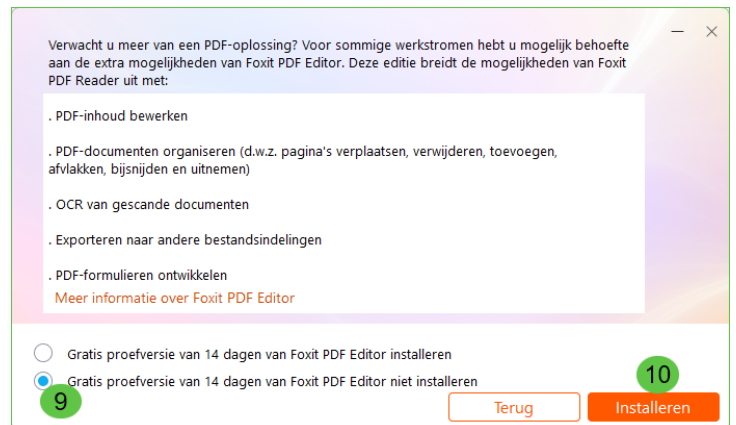 Verwacht u meer van een PDF-oplossing? Voor sommige werkstromen hebt u mogelijk behoefte
aan de extra mogelijkheden van Foxit PDF Editor. Deze editie breidt de mogelijkheden van Foxit
PDF Reader uit met:
. PDF-inhoud bewerken
. PDF-documenten organiseren (d.w.z. pagina's verplaatsen, verwijderen, toevoegen,
afvlakken, bijsnijden en uitnemen)
. OCR van gescande documenten
. Exporteren naar andere bestandsindelingen
. PDF-formulieren ontwikkelen
Meer informatie over Foxit PDF Editor
Gratis proefversie van 14 dagen van Foxit PDF Editor installeren
Gratis proefversie van 14 dagen van Foxit PDF Editor niet installeren
9
10
Terug
Installeren